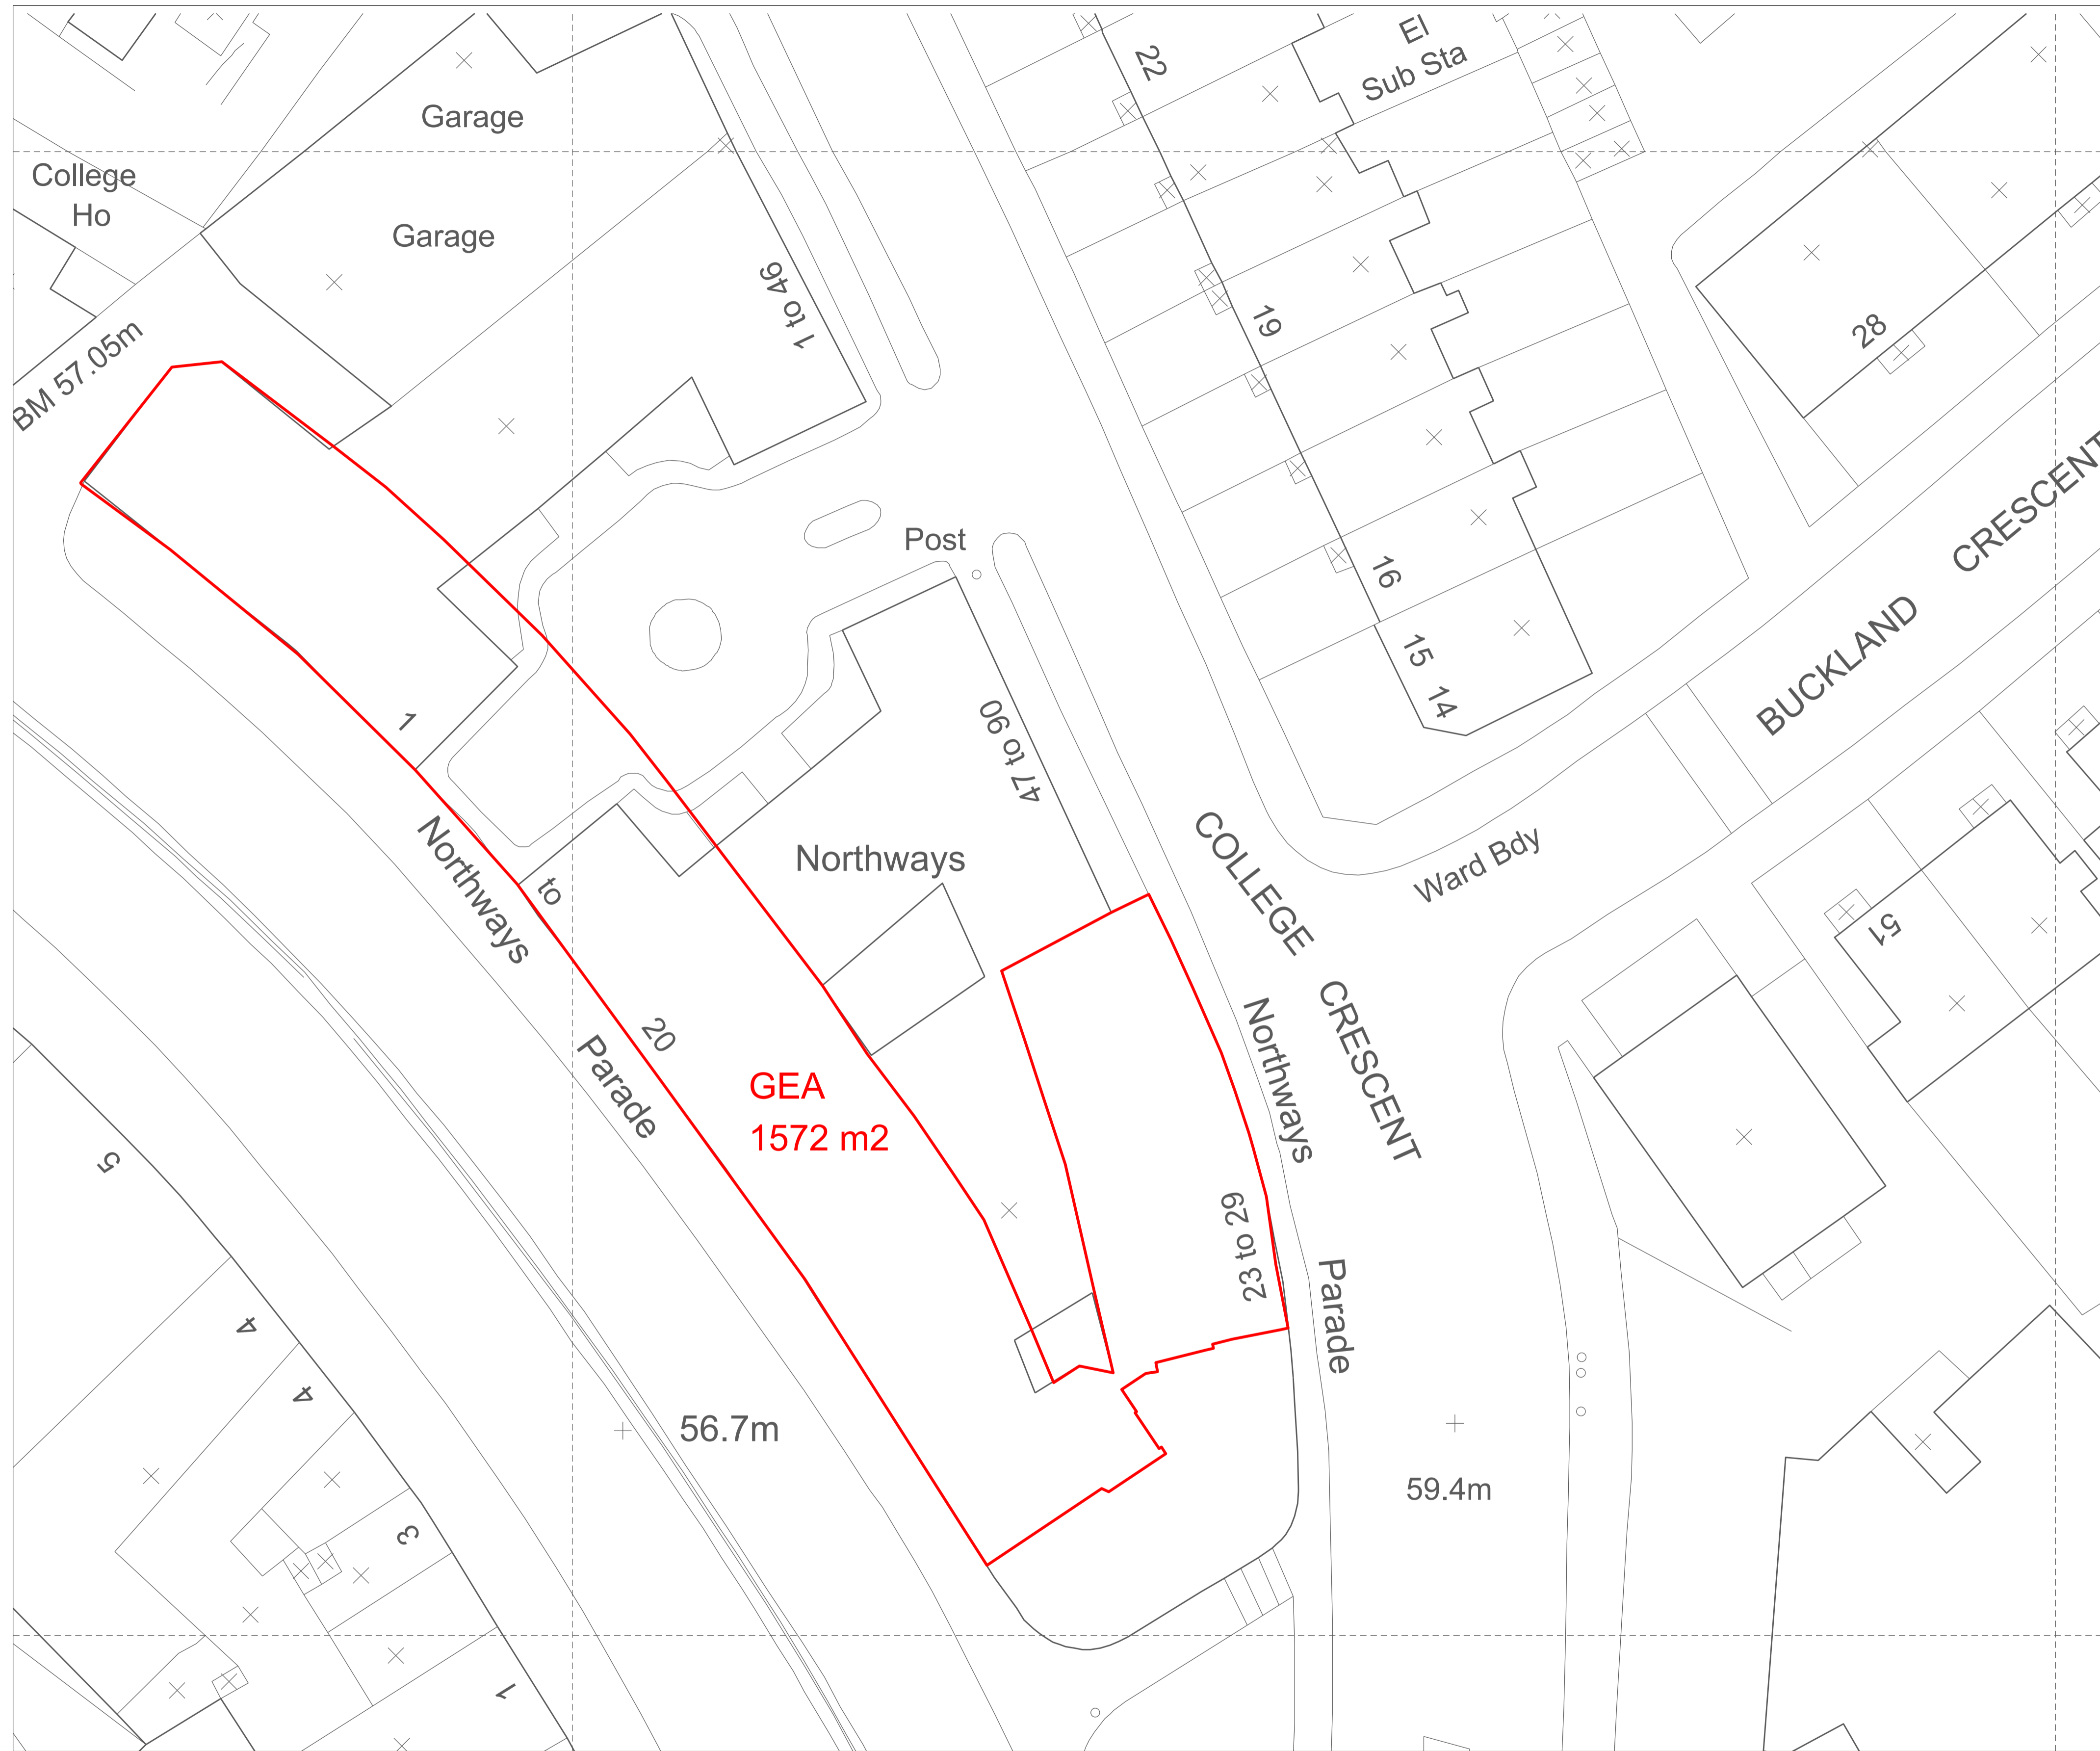 22
El
Sub Sta
Garage
College
Ho
Garage
1 to 46
19
28
BM 57.05m
CRESCENT
Post
16
15
14
BUCKLAND
1
47 to 90
Northways
to
Northways
COLLEGE
CRESCENT
Ward Bdy
51
20
Parade
GEA
1572 m2
Northways
Parade
23 to 29
5
4
4
3
1
56.7m
59.4m